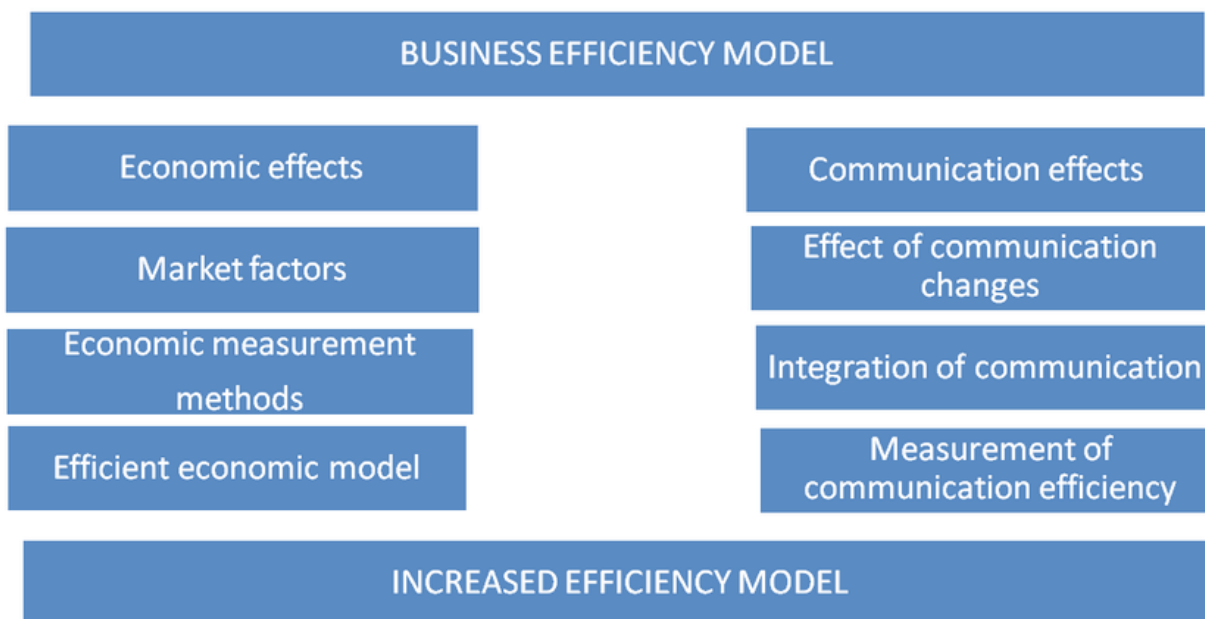 BUSINESS EFFICIENCY MODEL
Economic effects
Market factors
Economic measurement
methods
Efficient economic model
Communication effects
Effect of communication
changes
Integration of communication
Measurement of
communication efficiency
INCREASED EFFICIENCY MODEL